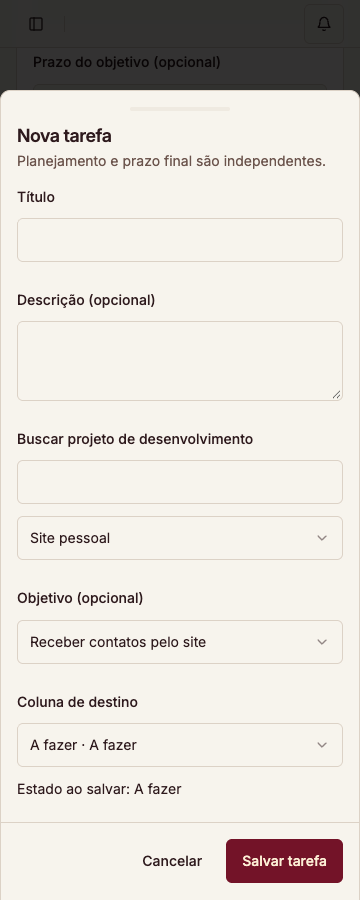 Prazo do objetivo (opcional)
Nova tarefa
Planejamento e prazo final são independentes.
Título
Descrição (opcional)
Buscar projeto de desenvolvimento
Site pessoal
Objetivo (opcional)
Receber contatos pelo site
Coluna de destino
A fazer · A fazer
Estado ao salvar: A fazer
Cancelar
Salvar tarefa